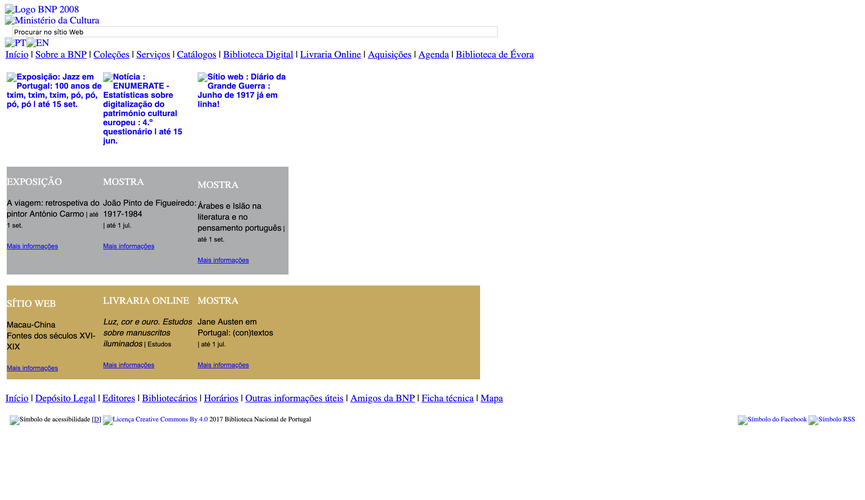 Logo BNP 2008
Ministério da Cultura
Procurar no sítio Web
PT EN
Início | Sobre a BNP | Coleções | Serviços | Catálogos | Biblioteca Digital | Livraria Online | Aquisições | Agenda | Biblioteca de Évora
Exposição: Jazz em
Portugal: 100 anos de
txim, txim, txim, pó, pó,
pó, pó | até 15 set.
Notícia :
ENUMERATE -
Estatísticas sobre
digitalização do
património cultural
europeu : 4.º
questionário | até 15
jun.
Sítio web : Diário da
Grande Guerra :
Junho de 1917 já em
linha!
EXPOSIÇÃO
A viagem: retrospetiva do
pintor António Carmo | até
1 set.
Mais informações
MOSTRA
João Pinto de Figueiredo:
1917-1984
| até 1 jul.
Mais informações
MOSTRA
Árabes e Islão na
literatura e no
pensamento português |
até 1 set.
Mais informações
SÍTIO WEB
Macau-China
Fontes dos séculos XVI-
XIX
Mais informações
LIVRARIA ONLINE
Luz, cor e ouro. Estudos
sobre manuscritos
iluminados | Estudos
Mais informações
MOSTRA
Jane Austen em
Portugal: (con)textos
| até 1 jul.
Mais informações
Início | Depósito Legal | Editores | Bibliotecários | Horários | Outras informações úteis | Amigos da BNP | Ficha técnica | Mapa
Símbolo de acessibilidade [D] Licença Creative Commons By 4.0 2017 Biblioteca Nacional de Portugal
Símbolo do Facebook Símbolo RSS